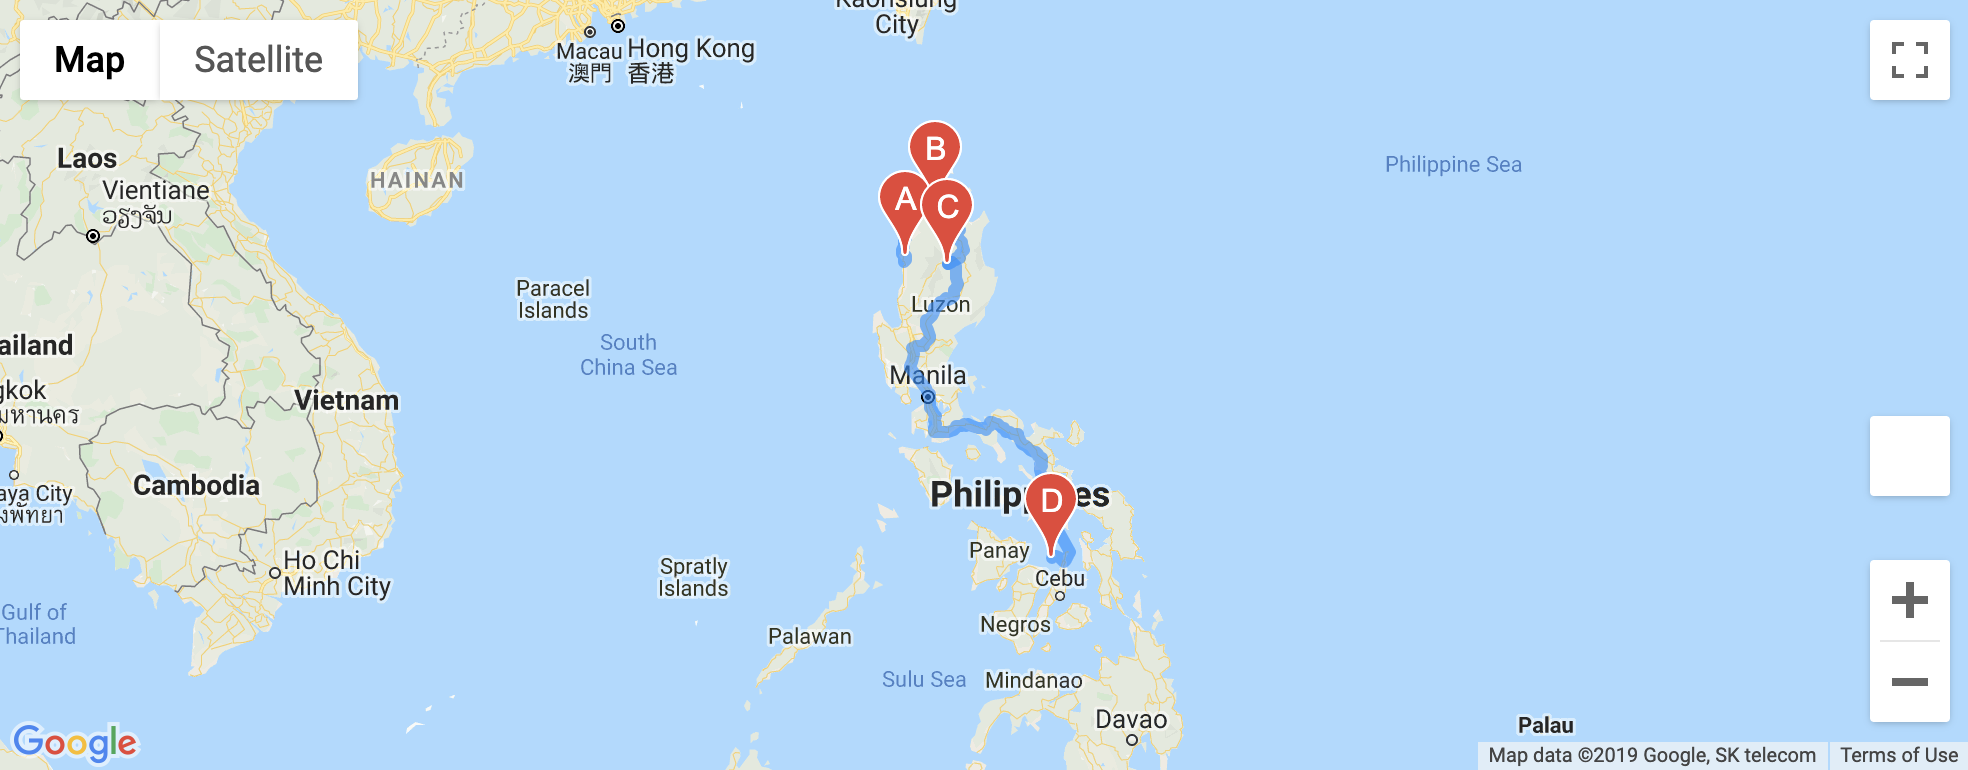 Kaohsiung
City
Map
Satellite
Macau
澳門
Hong Kong
香港
Laos
Vientiane
ວຽງຈັນ
HAINAN
B
A
C
Philippine Sea
Paracel
Islands
Luzon
South
China Sea
ailand
Manila
gkok
มหานคร
Vietnam
Cambodia
aya City
งพัทยา
Philip
es
D
Ho Chi
Minh City
Panay
Spratly
Islands
Cebu
Gulf of
Thailand
Negros
Palawan
Sulu Sea
Mindanao
Davao
Palau
Google
Map data ©2019 Google, SK telecom
Terms of Use